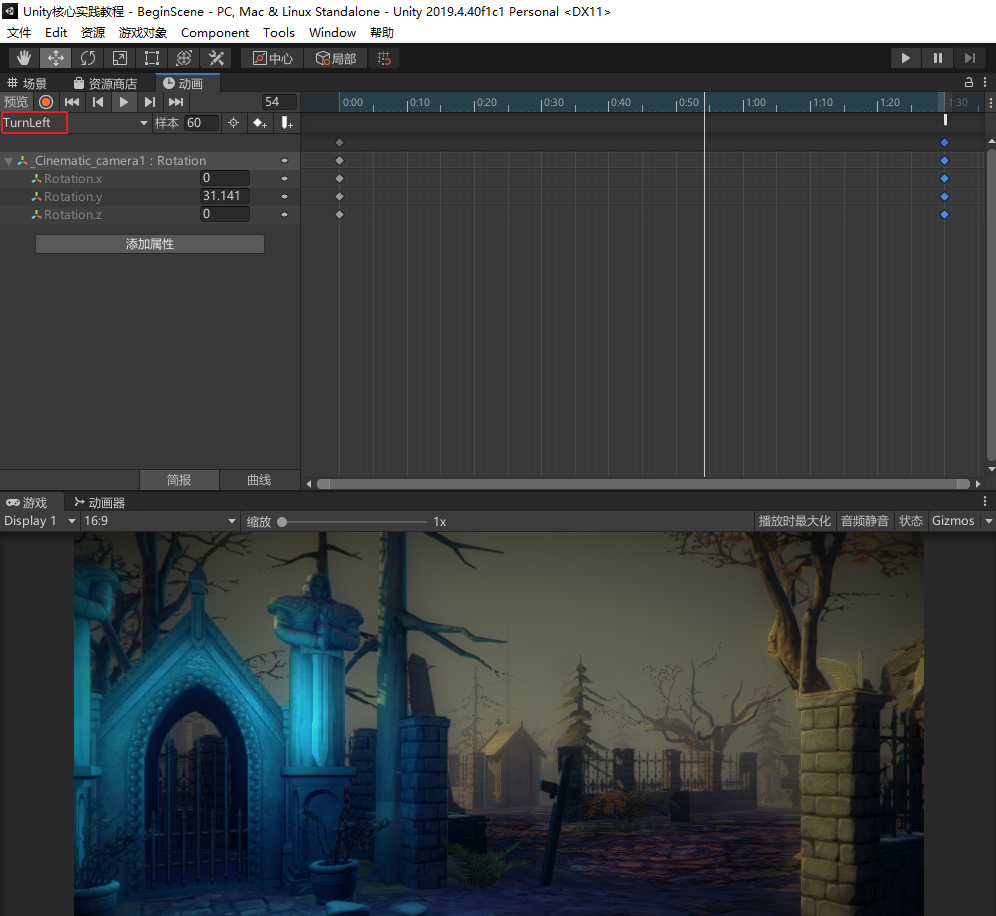 Unity核心实践教程 - BeginScene - PC, Mac & Linux Standalone - Unity 2019.4.40f1c1 Personal <DX11>
文件 Edit 资源 游戏对象 Component Tools Window 帮助
中心 局部
场景 资源商店 动画
预览 54 0:00 0:10 0:20 0:30 0:40 0:50 1:00 1:10 1:20 1:30
TurnLeft 样本 60
_Cinematic_camera1 : Rotation
Rotation.x 0
Rotation.y 31.141
Rotation.z 0
添加属性
简报 曲线
游戏 动画器
Display 1 16:9 缩放 1x 播放时最大化 音频静音 状态 Gizmos